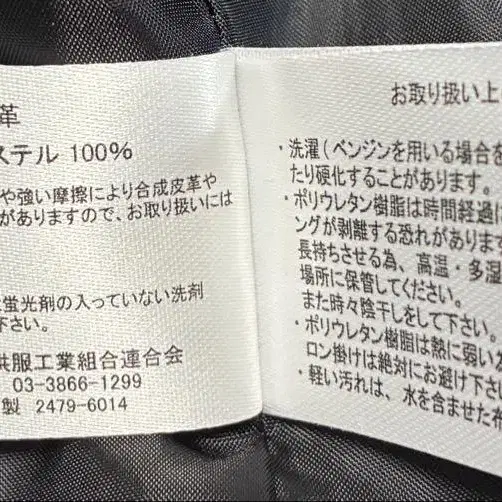 革
ステル 100%
や強い摩擦により合成皮革や
がありますので、お取り扱いには
蛍光剤の入っていない洗剤
下さい。
服工業組合連合会
03-3866-1299
製 2479-6014
お取り扱い上
・洗濯(ベンジンを用いる場合を
たり硬化することがあります。
・ポリウレタン樹脂は時間経過
ングが剥離する恐れがありま
長持ちさせる為、高温・多湿
場所に保管してください。
また時々陰干しをして下さい。
・ポリウレタン樹脂は熱に弱い
ロン掛けは絶対にお避け下さ
・軽い汚れは、水を含ませた布